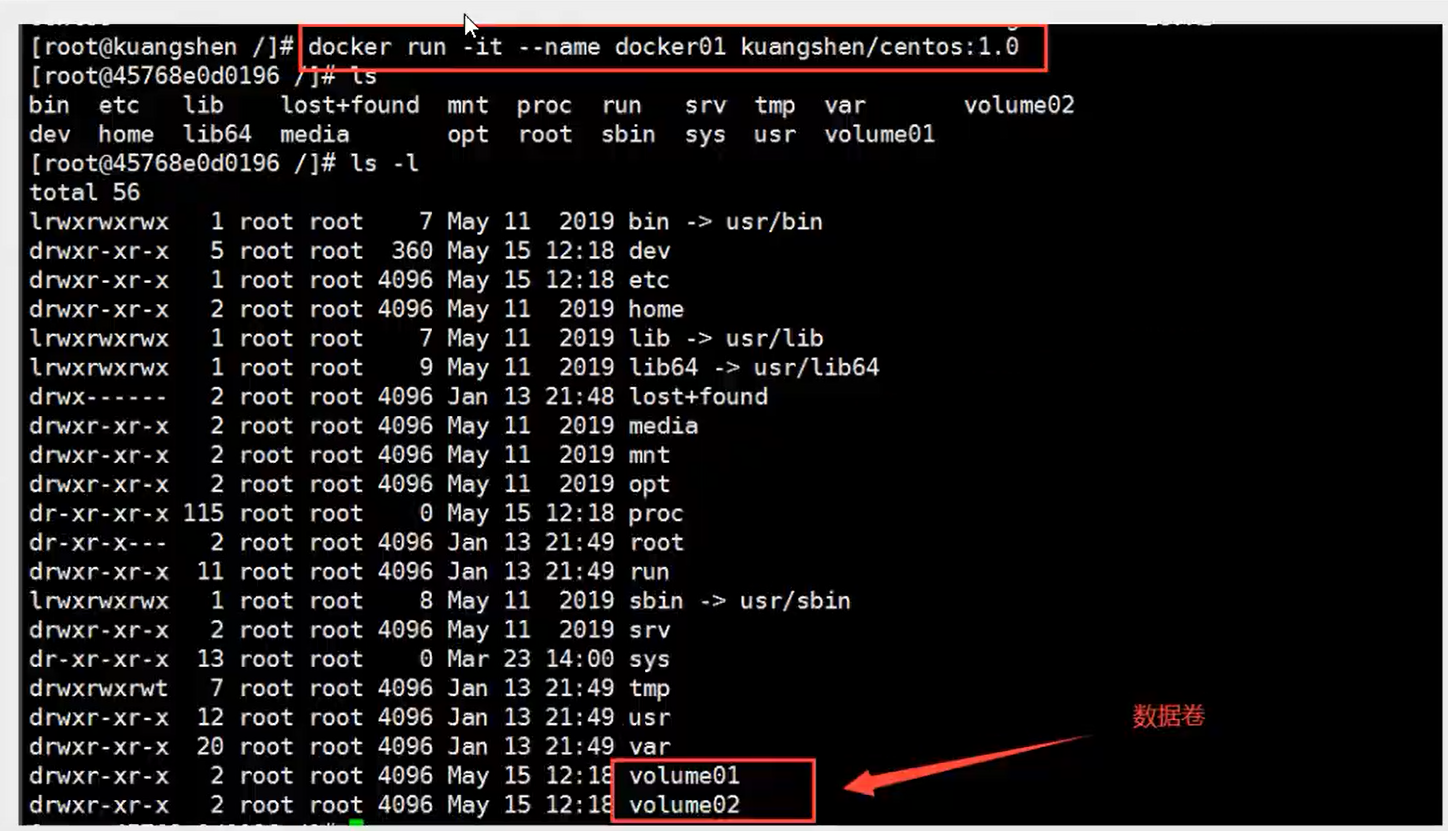 [root@kuangshen /]# docker run -it --name docker01 kuangshen/centos:1.0
[root@45768e0d0196 /]# ls
bin  etc   lib    lost+found  mnt  proc  run   srv  tmp  var       volume02
dev  home  lib64  media       opt  root  sbin  sys  usr  volume01
[root@45768e0d0196 /]# ls -l
total 56
lrwxrwxrwx   1 root root    7 May 11  2019 bin -> usr/bin
drwxr-xr-x   5 root root  360 May 15 12:18 dev
drwxr-xr-x   1 root root 4096 May 15 12:18 etc
drwxr-xr-x   2 root root 4096 May 11  2019 home
lrwxrwxrwx   1 root root    7 May 11  2019 lib -> usr/lib
lrwxrwxrwx   1 root root    9 May 11  2019 lib64 -> usr/lib64
drwx------   2 root root 4096 Jan 13 21:48 lost+found
drwxr-xr-x   2 root root 4096 May 11  2019 media
drwxr-xr-x   2 root root 4096 May 11  2019 mnt
drwxr-xr-x   2 root root 4096 May 11  2019 opt
dr-xr-xr-x 115 root root    0 May 15 12:18 proc
dr-xr-x---   2 root root 4096 Jan 13 21:49 root
drwxr-xr-x  11 root root 4096 Jan 13 21:49 run
lrwxrwxrwx   1 root root    8 May 11  2019 sbin -> usr/sbin
drwxr-xr-x   2 root root 4096 May 11  2019 srv
dr-xr-xr-x  13 root root    0 Mar 23 14:00 sys
drwxrwxrwt   7 root root 4096 Jan 13 21:49 tmp
drwxr-xr-x  12 root root 4096 Jan 13 21:49 usr
数据卷
drwxr-xr-x  20 root root 4096 Jan 13 21:49 var
drwxr-xr-x   2 root root 4096 May 15 12:18 volume01
drwxr-xr-x   2 root root 4096 May 15 12:18 volume02